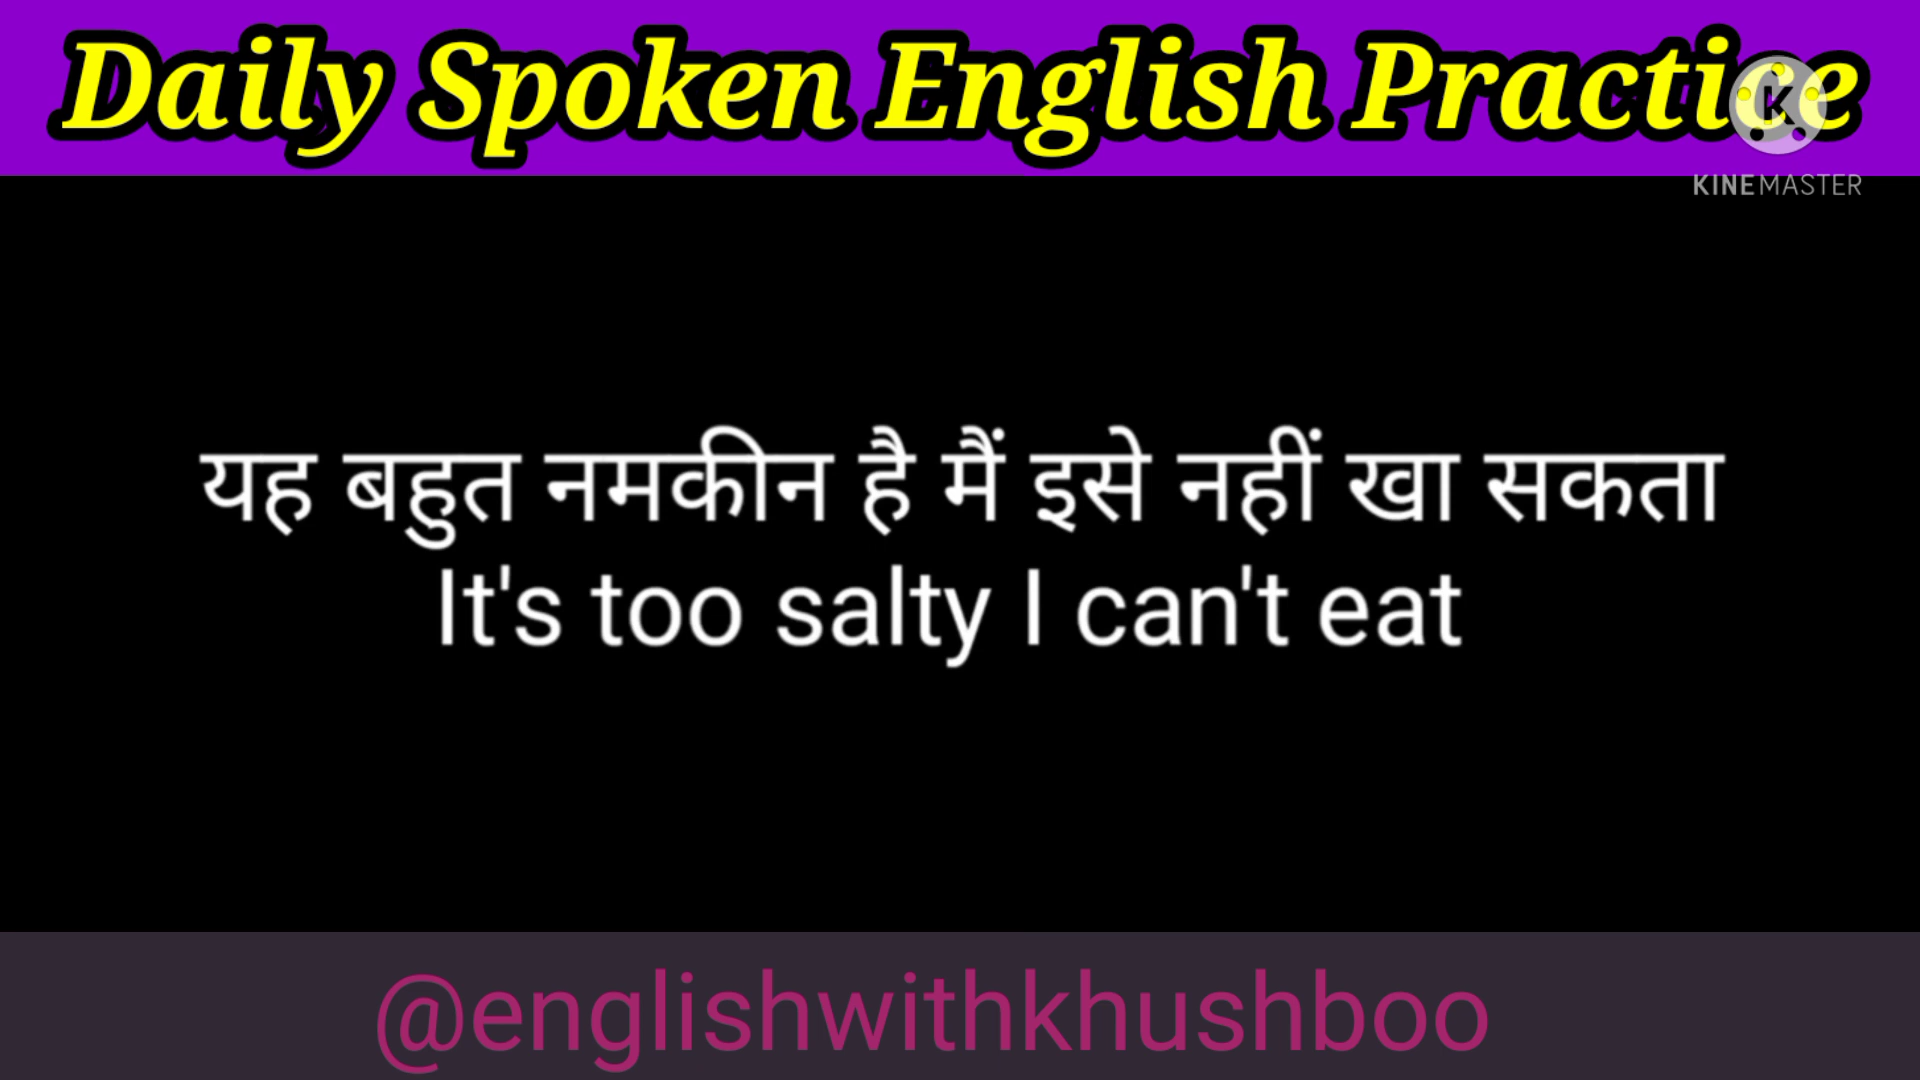 Daily Spoken English Practice
KINEMASTER
यह बहुत नमकीन है मैं इसे नहीं खा सकता
It's too salty I can't eat
@englishwithkhushboo